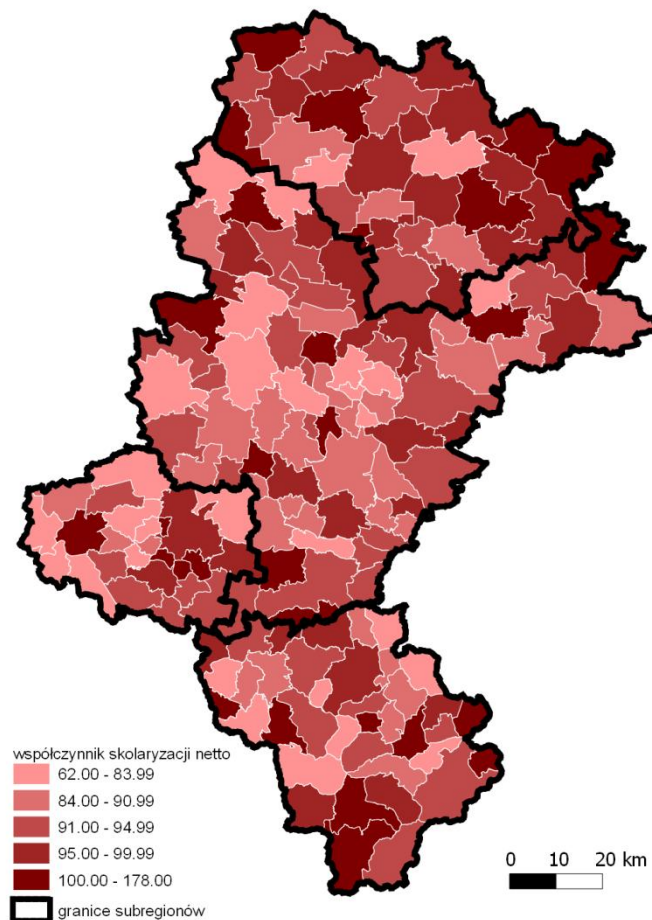 współczynnik skolaryzacji netto
62.00 - 83.99
84.00 - 90.99
91.00 - 94.99
95.00 - 99.99
100.00 - 178.00
granice subregionów
0 10 20 km